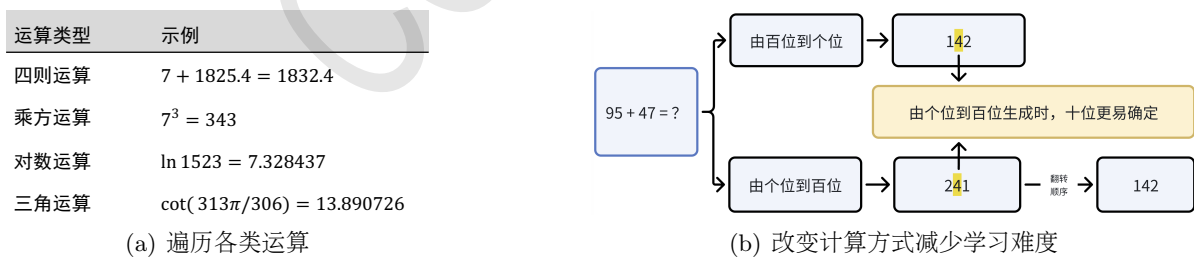 运算类型 示例
四则运算 7 + 1825.4 = 1832.4
乘方运算 7³ = 343
对数运算 ln 1523 = 7.328437
三角运算 cot( 313π/306) = 13.890726
(a) 遍历各类运算
95 + 47 = ?
由百位到个位
142
由个位到百位生成时，十位更易确定
由个位到百位
241
翻转
顺序
142
(b) 改变计算方式减少学习难度